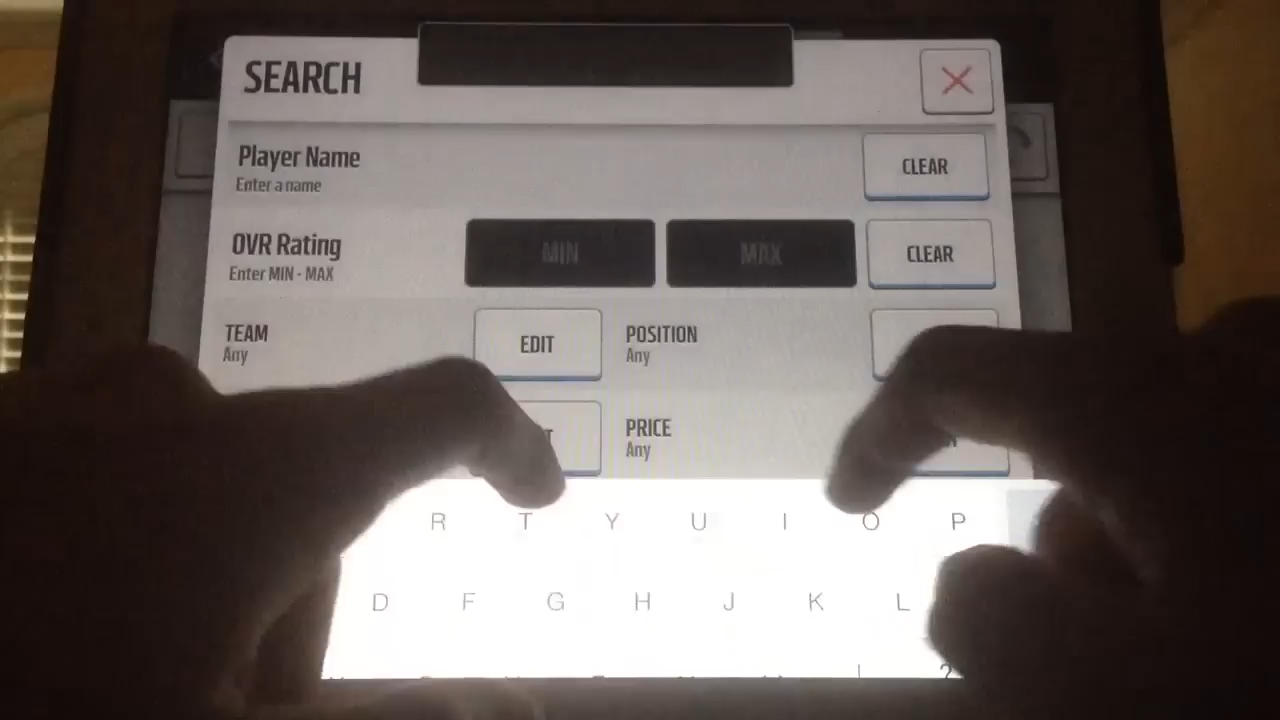 SEARCH
Player Name
Enter a name
CLEAR
OVR Rating
Enter MIN - MAX
MIN
MAX
CLEAR
TEAM
Any
EDIT
POSITION
Any
PRICE
Any
R T Y U I O P
D F G H J K L